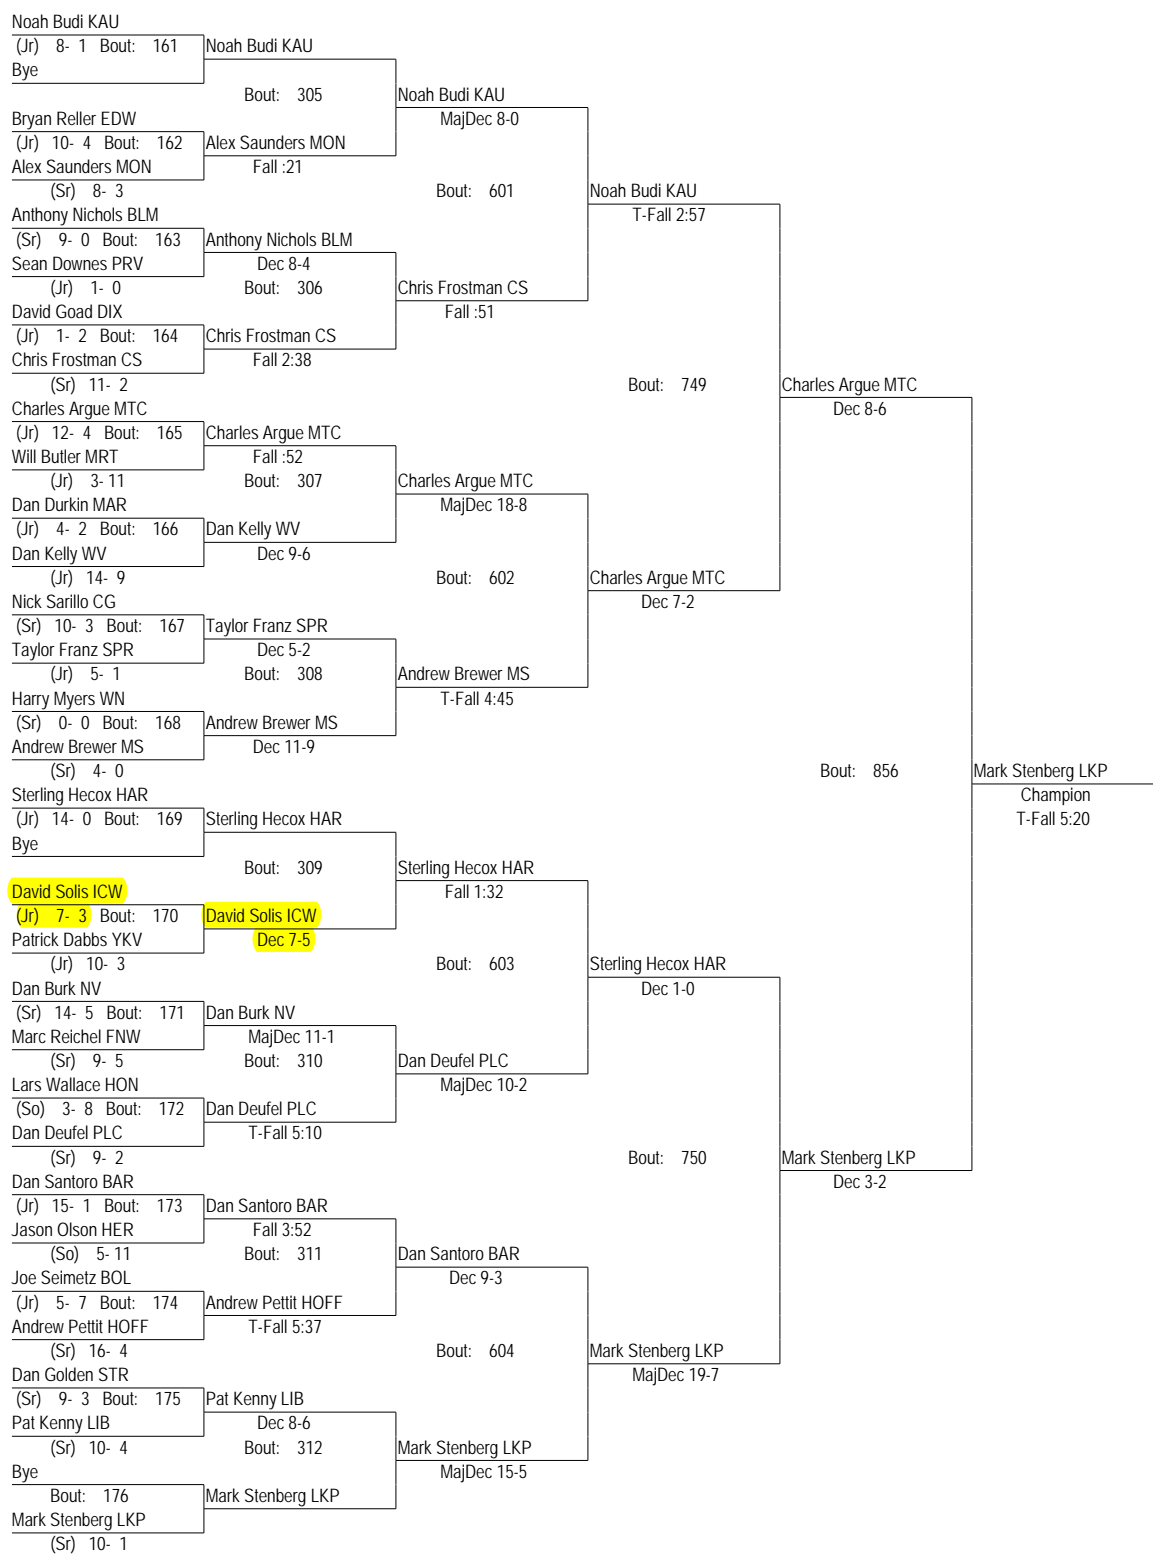 Noah Budi KAU
(Jr) 8- 1 Bout: 161 Noah Budi KAU
Bye
Bout: 305 Noah Budi KAU
Bryan Reller EDW MajDec 8-0
(Jr) 10- 4 Bout: 162 Alex Saunders MON
Alex Saunders MON Fall :21
(Sr) 8- 3 Bout: 601 Noah Budi KAU
Anthony Nichols BLM T-Fall 2:57
(Sr) 9- 0 Bout: 163 Anthony Nichols BLM
Sean Downes PRV Dec 8-4
(Jr) 1- 0 Bout: 306 Chris Frostman CS
David Goad DIX Fall :51
(Jr) 1- 2 Bout: 164 Chris Frostman CS
Chris Frostman CS Fall 2:38
(Sr) 11- 2 Bout: 749 Charles Argue MTC
Charles Argue MTC Dec 8-6
(Jr) 12- 4 Bout: 165 Charles Argue MTC
Will Butler MRT Fall :52
(Jr) 3- 11 Bout: 307 Charles Argue MTC
Dan Durkin MAR MajDec 18-8
(Jr) 4- 2 Bout: 166 Dan Kelly WV
Dan Kelly WV Dec 9-6
(Jr) 14- 9 Bout: 602 Charles Argue MTC
Nick Sarillo CG Dec 7-2
(Sr) 10- 3 Bout: 167 Taylor Franz SPR
Taylor Franz SPR Dec 5-2
(Jr) 5- 1 Bout: 308 Andrew Brewer MS
Harry Myers WN T-Fall 4:45
(Sr) 0- 0 Bout: 168 Andrew Brewer MS
Andrew Brewer MS Dec 11-9
(Sr) 4- 0 Bout: 856 Mark Stenberg LKP
Sterling Hecox HAR Champion
(Jr) 14- 0 Bout: 169 Sterling Hecox HAR T-Fall 5:20
Bye
Bout: 309 Sterling Hecox HAR
David Solis ICW Fall 1:32
(Jr) 7- 3 Bout: 170 David Solis ICW
Patrick Dabbs YKV Dec 7-5
(Jr) 10- 3 Bout: 603 Sterling Hecox HAR
Dan Burk NV Dec 1-0
(Sr) 14- 5 Bout: 171 Dan Burk NV
Marc Reichel FNW MajDec 11-1
(Sr) 9- 5 Bout: 310 Dan Deufel PLC
Lars Wallace HON MajDec 10-2
(So) 3- 8 Bout: 172 Dan Deufel PLC
Dan Deufel PLC T-Fall 5:10
(Sr) 9- 2 Bout: 750 Mark Stenberg LKP
Dan Santoro BAR Dec 3-2
(Jr) 15- 1 Bout: 173 Dan Santoro BAR
Jason Olson HER Fall 3:52
(So) 5- 11 Bout: 311 Dan Santoro BAR
Joe Seimetz BOL Dec 9-3
(Jr) 5- 7 Bout: 174 Andrew Pettit HOFF
Andrew Pettit HOFF T-Fall 5:37
(Sr) 16- 4 Bout: 604 Mark Stenberg LKP
Dan Golden STR MajDec 19-7
(Sr) 9- 3 Bout: 175 Pat Kenny LIB
Pat Kenny LIB Dec 8-6
(Sr) 10- 4 Bout: 312 Mark Stenberg LKP
Bye MajDec 15-5
Bout: 176 Mark Stenberg LKP
Mark Stenberg LKP
(Sr) 10- 1